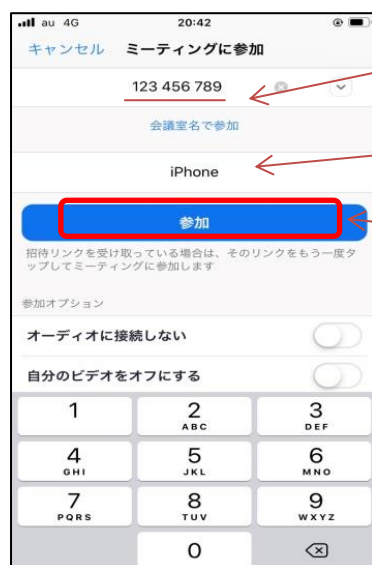 au 4G 20:42
キャンセル ミーティングに参加
123 456 789
会議室名で参加
iPhone
参加
招待リンクを受け取っている場合は、そのリンクをもう一度タ
ップしてミーティングに参加します
参加オプション
オーディオに接続しない
自分のビデオをオフにする
1 2 3
ABC DEF
4 5 6
GHI JKL MNO
7 8 9
PQRS TUV WXYZ
0